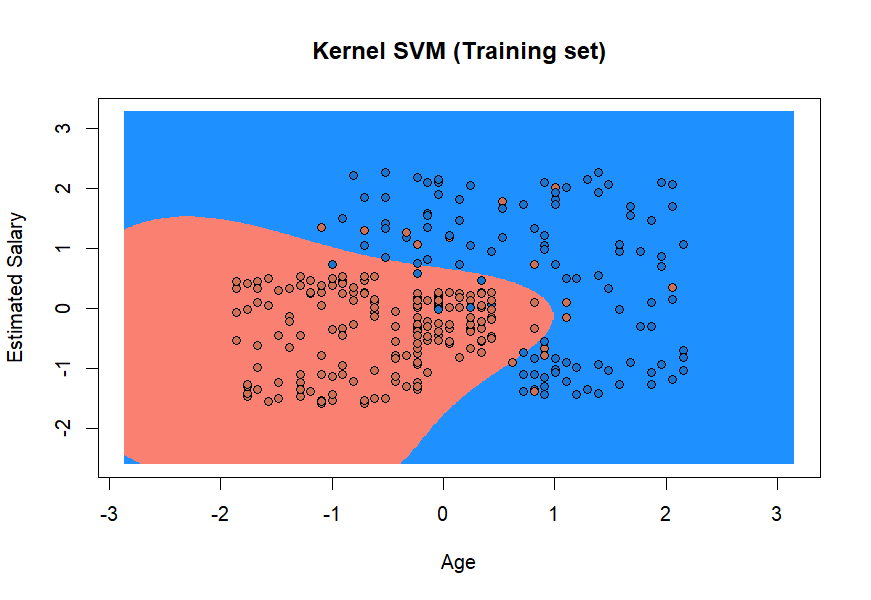 Kernel SVM (Training set)
Estimated Salary
3
2
1
0
-1
-2
-3 -2 -1 0 1 2 3
Age